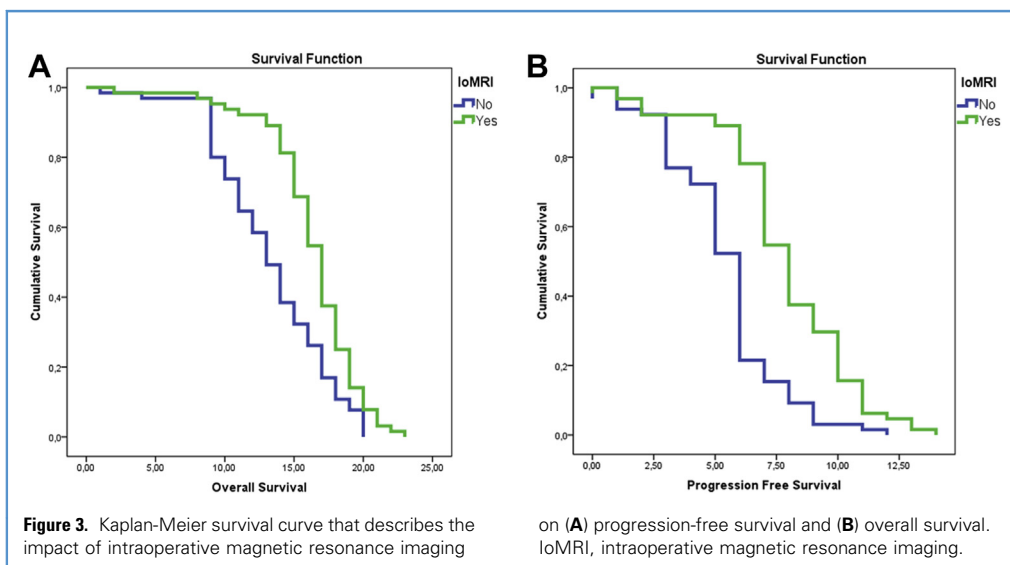 A
Survival Function
IoMRI
No
Yes
Cumulative Survival
1,0
0,8
0,6
0,4
0,2
0,0
0,00 5,00 10,00 15,00 20,00 25,00
Overall Survival
B
Survival Function
IoMRI
No
Yes
Cumulative Survival
1,0
0,8
0,6
0,4
0,2
0,0
0,00 2,50 5,00 7,50 10,00 12,50
Progression Free Survival
Figure 3. Kaplan-Meier survival curve that describes the
impact of intraoperative magnetic resonance imaging
on (A) progression-free survival and (B) overall survival.
IoMRI, intraoperative magnetic resonance imaging.